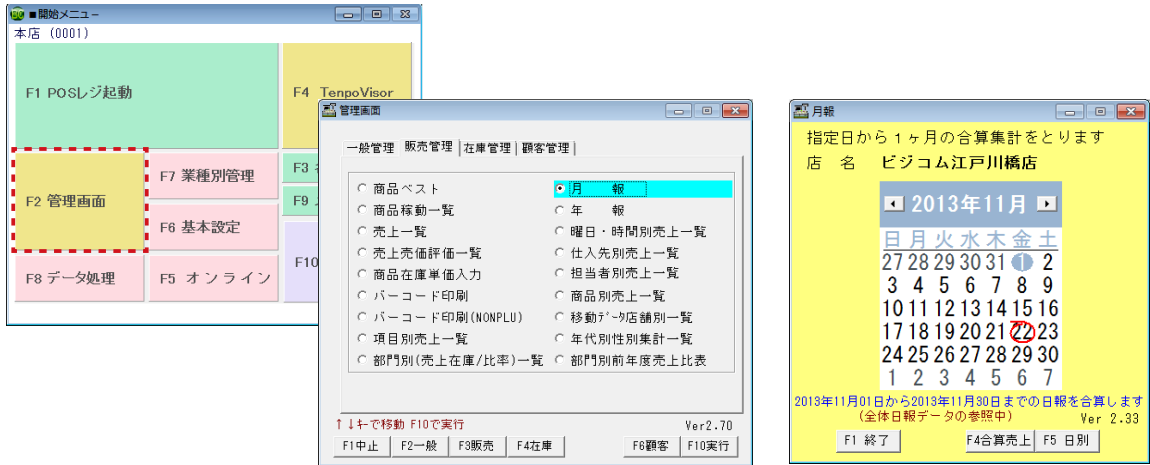 ■開始メニュー
本店 (0001)
F1 POSレジ起動
F4 TenpoVisor
F2 管理画面
F7 業種別管理
F3
F9
F6 基本設定
F10
F8 データ処理
F5 オンライン
管理画面
一般管理 販売管理 在庫管理 顧客管理
商品ベスト
月 報
商品稼動一覧
年 報
売上一覧
曜日・時間別売上一覧
売上売価評価一覧
仕入先別売上一覧
商品在庫単価入力
担当者別売上一覧
バーコード印刷
商品別売上一覧
バーコード印刷(NONPLU)
移動ﾃﾞｰﾀ店舗別一覧
項目別売上一覧
年代別性別集計一覧
部門別(売上在庫/比率)一覧
部門別前年度売上比表
↑↓キーで移動 F10で実行
Ver2.70
F1中止 F2一般 F3販売 F4在庫 F6顧客 F10実行
月報
指定日から1ヶ月の合算集計をとります
店 名 ビジコム江戸川橋店
2013年11月
日 月 火 水 木 金 土
27 28 29 30 31 1 2
3 4 5 6 7 8 9
10 11 12 13 14 15 16
17 18 19 20 21 22 23
24 25 26 27 28 29 30
1 2 3 4 5 6 7
2013年11月01日から2013年11月30日までの日報を合算します
(全体日報データの参照中)
Ver 2.33
F1 終了 F4合算売上 F5 日別